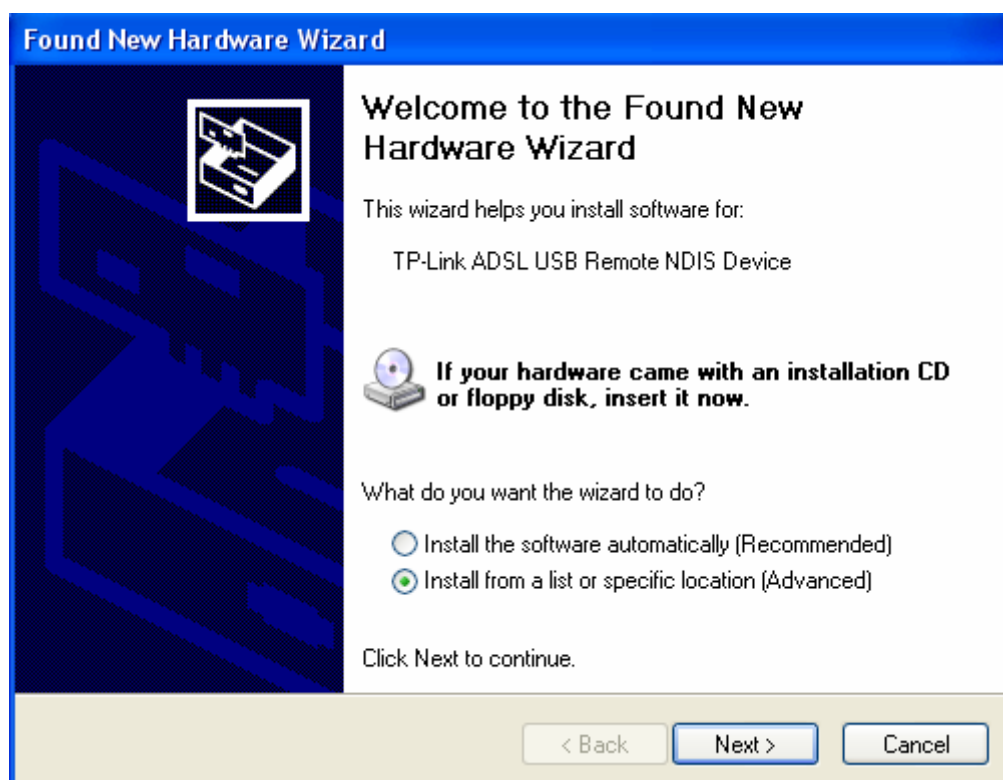 Found New Hardware Wizard
Welcome to the Found New
Hardware Wizard
This wizard helps you install software for:
TP-Link ADSL USB Remote NDIS Device
If your hardware came with an installation CD
or floppy disk, insert it now.
What do you want the wizard to do?
Install the software automatically (Recommended)
Install from a list or specific location (Advanced)
Click Next to continue.
< Back
Next >
Cancel